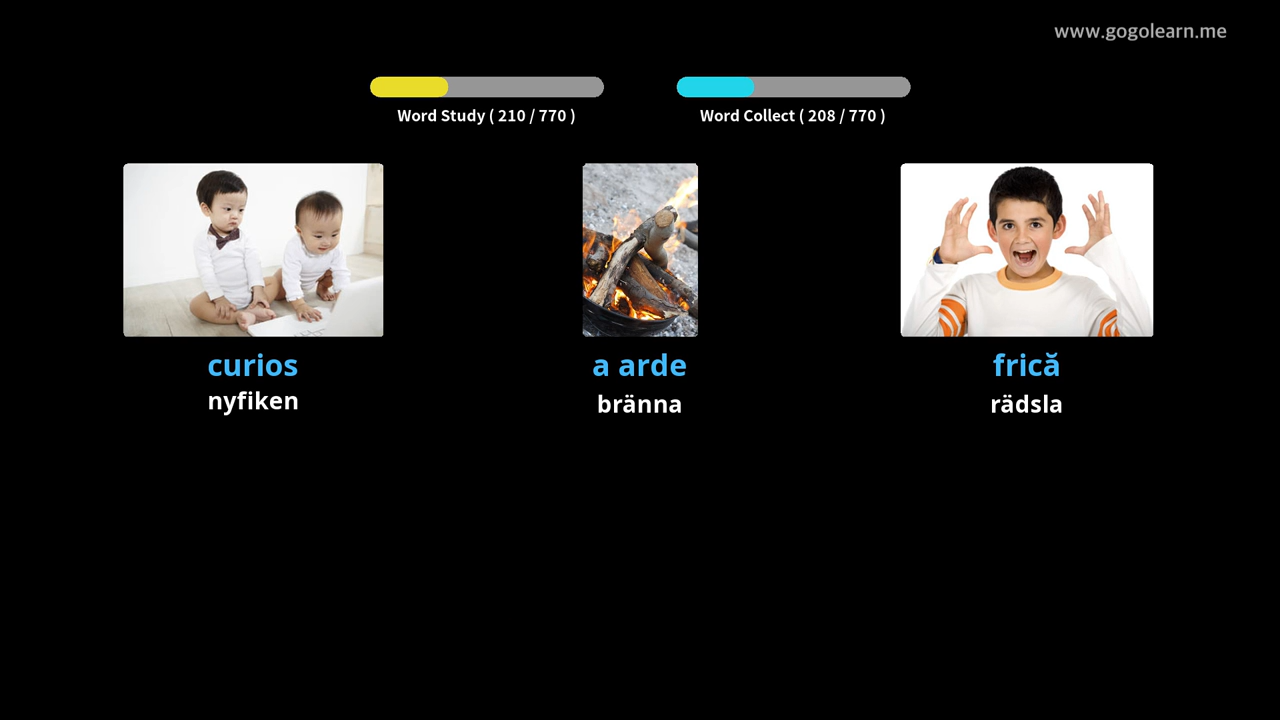 www.gogolearn.me
Word Study ( 210 / 770 )
Word Collect ( 208 / 770 )
curios
nyfiken
a arde
bränna
frică
rädsla